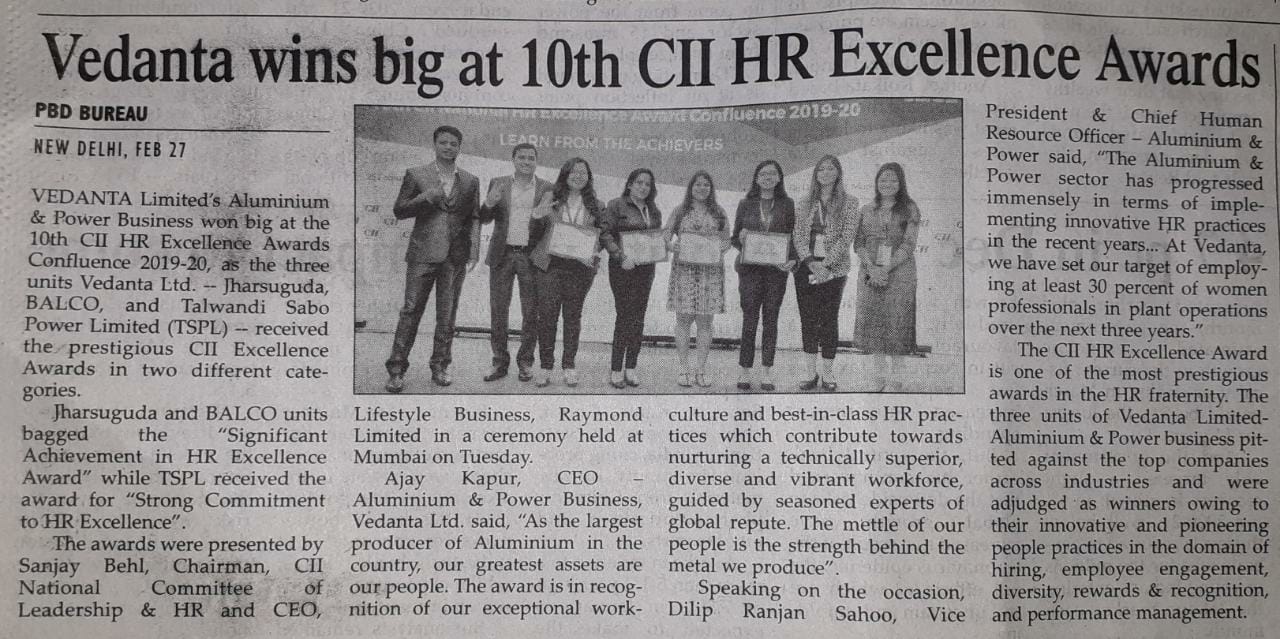 Vedanta wins big at 10th CII HR Excellence Awards
PBD BUREAU
NEW DELHI, FEB 27
VEDANTA Limited's Aluminium
& Power Business won big at the
10th CII HR Excellence Awards
Confluence 2019-20, as the three
units Vedanta Ltd. -- Jharsuguda,
BALCO, and Talwandi Sabo
Power Limited (TSPL) -- received
the prestigious CII Excellence
Awards in two different cate-
gories.
Jharsuguda and BALCO units
bagged the "Significant
Achievement in HR Excellence
Award" while TSPL received the
award for "Strong Commitment
to HR Excellence".
The awards were presented by
Sanjay Behl, Chairman, CII
National Committee of
Leadership & HR and CEO,
HR Excellence Award Confluence 2019-20
LEARN FROM THE ACHIEVERS
Lifestyle Business, Raymond
Limited in a ceremony held at
Mumbai on Tuesday.
Ajay Kapur, CEO –
Aluminium & Power Business,
Vedanta Ltd. said, "As the largest
producer of Aluminium in the
country, our greatest assets are
our people. The award is in recog-
nition of our exceptional work-
culture and best-in-class HR prac-
tices which contribute towards
nurturing a technically superior,
diverse and vibrant workforce,
guided by seasoned experts of
global repute. The mettle of our
people is the strength behind the
metal we produce".
Speaking on the occasion,
Dilip Ranjan Sahoo, Vice
President & Chief Human
Resource Officer – Aluminium &
Power said, "The Aluminium &
Power sector has progressed
immensely in terms of imple-
menting innovative HR practices
in the recent years... At Vedanta,
we have set our target of employ-
ing at least 30 percent of women
professionals in plant operations
over the next three years."
The CII HR Excellence Award
is one of the most prestigious
awards in the HR fraternity. The
three units of Vedanta Limited-
Aluminium & Power business pit-
ted against the top companies
across industries and were
adjudged as winners owing to
their innovative and pioneering
people practices in the domain of
hiring, employee engagement,
diversity, rewards & recognition,
and performance management.